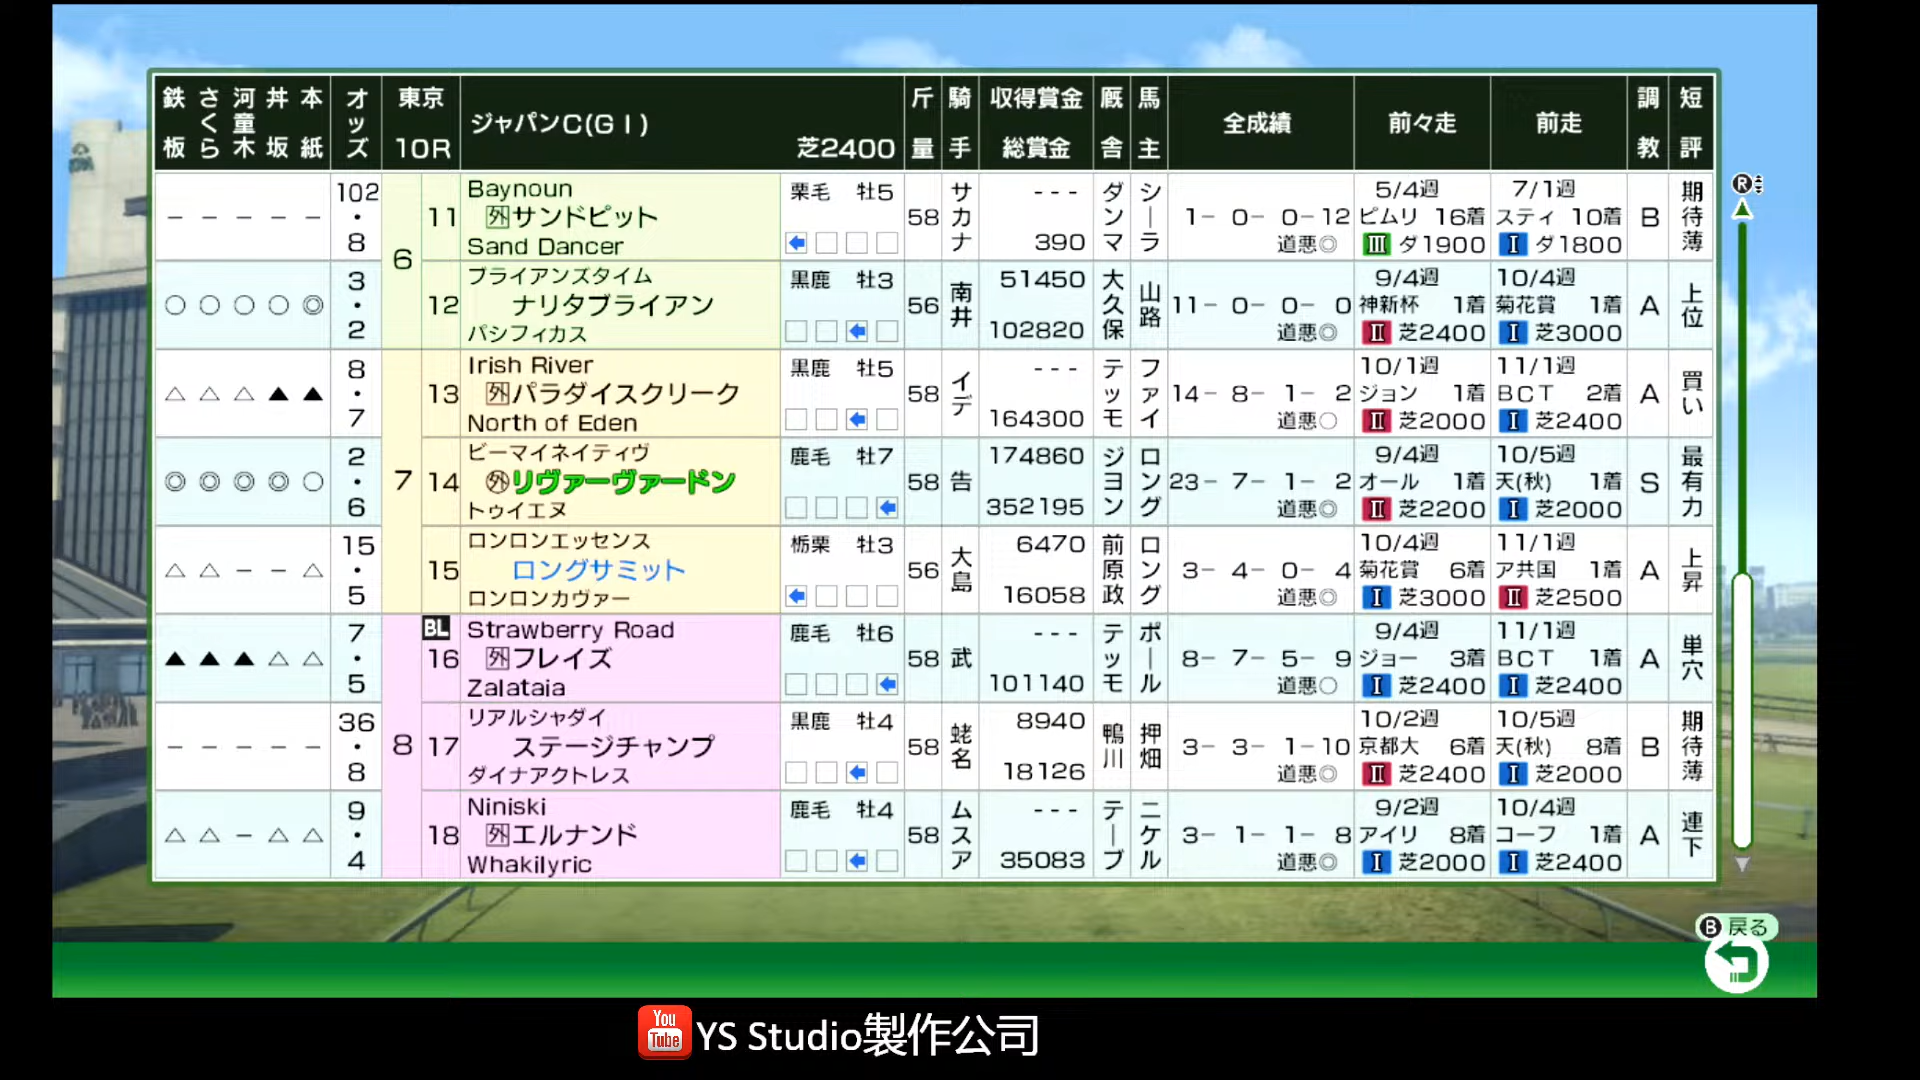 鉄板 さくら 河童木 丼坂 本紙 オッズ 東京 10R ジャパンC(GⅠ) 芝2400 斤量 騎手 収得賞金 総賞金 厩舎 馬主 全成績 前々走 前走 調教 短評
－ － － － － 102・8 6 11 Baynoun 外 サンドピット Sand Dancer 栗毛 牡5 58 サカナ --- 390 ダンマ シーラ 1- 0- 0-12 道悪◎ 5/4週 ピムリ 16着 Ⅲ ダ1900 7/1週 スティ 10着 Ⅰ ダ1800 B 期待薄
○ ○ ○ ○ ◎ 3・2 12 ブライアンズタイム ナリタブライアン パシフィカス 黒鹿 牡3 56 南井 51450 102820 大久保 山路 11- 0- 0- 0 道悪◎ 9/4週 神新杯 1着 Ⅱ 芝2400 10/4週 菊花賞 1着 Ⅰ 芝3000 A 上位
△ △ △ ▲ ▲ 8・7 7 13 Irish River 外 パラダイスクリーク North of Eden 黒鹿 牡5 58 イデ --- 164300 テッモ ファイ 14- 8- 1- 2 道悪○ 10/1週 ジョン 1着 Ⅱ 芝2000 11/1週 BCT 2着 Ⅰ 芝2400 A 買い
◎ ◎ ◎ ◎ ○ 2・6 14 ビーマイネイティヴ 外 リヴァーヴァードン トゥイエヌ 鹿毛 牡7 58 告 174860 352195 ジョン ロング 23- 7- 1- 2 道悪◎ 9/4週 オール 1着 Ⅱ 芝2200 10/5週 天(秋) 1着 Ⅰ 芝2000 S 最有力
△ △ － － △ 15・5 15 ロンロンエッセンス ロングサミット ロンロンカヴァー 栃栗 牡3 56 大島 6470 16058 前原政 ロング 3- 4- 0- 4 道悪◎ 10/4週 菊花賞 6着 Ⅰ 芝3000 11/1週 ア共国 1着 Ⅱ 芝2500 A 上昇
▲ ▲ ▲ △ △ 7・5 8 BL 16 Strawberry Road 外 フレイズ Zalataia 鹿毛 牡6 58 武 --- 101140 テッモ ポール 8- 7- 5- 9 道悪○ 9/4週 ジョー 3着 Ⅰ 芝2400 11/1週 BCT 1着 Ⅰ 芝2400 A 単穴
－ － － － － 36・8 17 リアルシャダイ ステージチャンプ ダイナアクトレス 黒鹿 牡4 58 蛯名 8940 18126 鴨川 押畑 3- 3- 1-10 道悪◎ 10/2週 京都大 6着 Ⅱ 芝2400 10/5週 天(秋) 8着 Ⅰ 芝2000 B 期待薄
△ △ － △ △ 9・4 18 Niniski 外 エルナンド Whakilyric 鹿毛 牡4 58 ムスア --- 35083 テーブ ニケル 3- 1- 1- 8 道悪◎ 9/2週 アイリ 8着 Ⅰ 芝2000 10/4週 コーフ 1着 Ⅰ 芝2400 A 連下
R
B 戻る
You Tube YS Studio製作公司